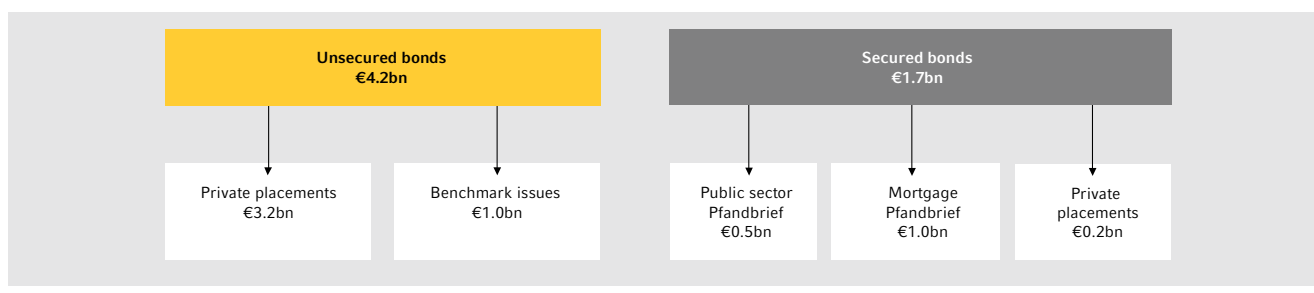 Unsecured bonds
€4.2bn
Secured bonds
€1.7bn
Private placements
€3.2bn
Benchmark issues
€1.0bn
Public sector
Pfandbrief
€0.5bn
Mortgage
Pfandbrief
€1.0bn
Private
placements
€0.2bn